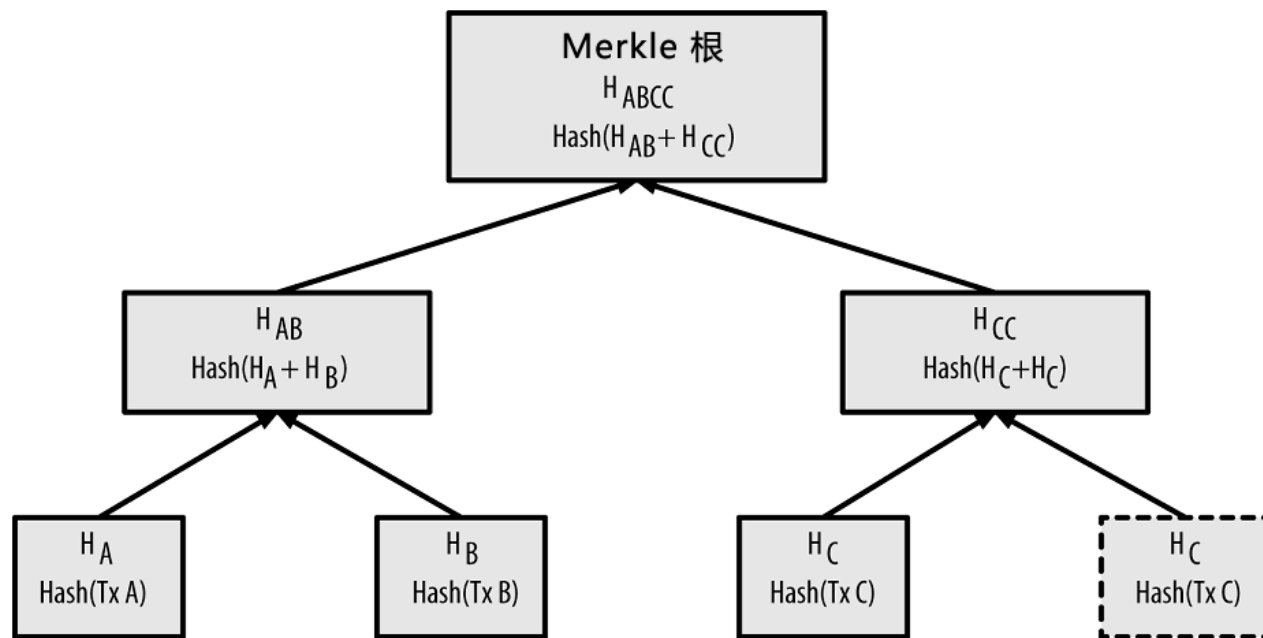 Merkle 根
H ABCC
Hash(H AB + H CC)
H AB
Hash(H A + H B)
H CC
Hash(H C+H C)
H A
Hash(Tx A)
H B
Hash(Tx B)
H C
Hash(Tx C)
H C
Hash(Tx C)